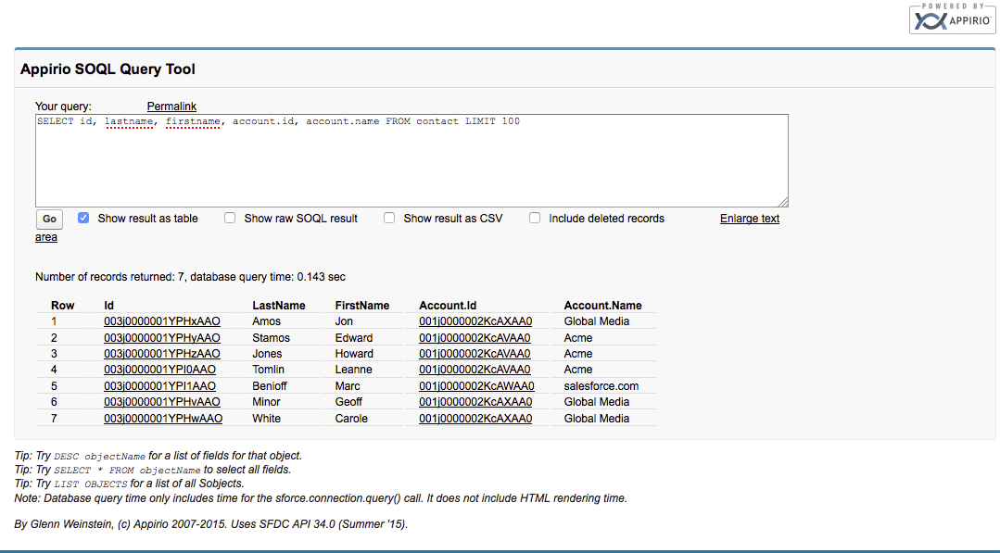 POWERED BY
APPIRIO
Appirio SOQL Query Tool
Your query: Permalink
SELECT id, lastname, firstname, account.id, account.name FROM contact LIMIT 100
Go Show result as table Show raw SOQL result Show result as CSV Include deleted records Enlarge text
area
Number of records returned: 7, database query time: 0.143 sec
Row Id LastName FirstName Account.Id Account.Name
1 003j0000001YPHxAAO Amos Jon 001j0000002KcAXAA0 Global Media
2 003j0000001YPHyAAO Stamos Edward 001j0000002KcAVAA0 Acme
3 003j0000001YPHzAAO Jones Howard 001j0000002KcAVAA0 Acme
4 003j0000001YPI0AAO Tomlin Leanne 001j0000002KcAVAA0 Acme
5 003j0000001YPI1AAO Benioff Marc 001j0000002KcAWAA0 salesforce.com
6 003j0000001YPHvAAO Minor Geoff 001j0000002KcAXAA0 Global Media
7 003j0000001YPHwAAO White Carole 001j0000002KcAXAA0 Global Media
Tip: Try DESC objectName for a list of fields for that object.
Tip: Try SELECT * FROM objectName to select all fields.
Tip: Try LIST OBJECTS for a list of all Sobjects.
Note: Database query time only includes time for the sforce.connection.query() call. It does not include HTML rendering time.
By Glenn Weinstein, (c) Appirio 2007-2015. Uses SFDC API 34.0 (Summer '15).